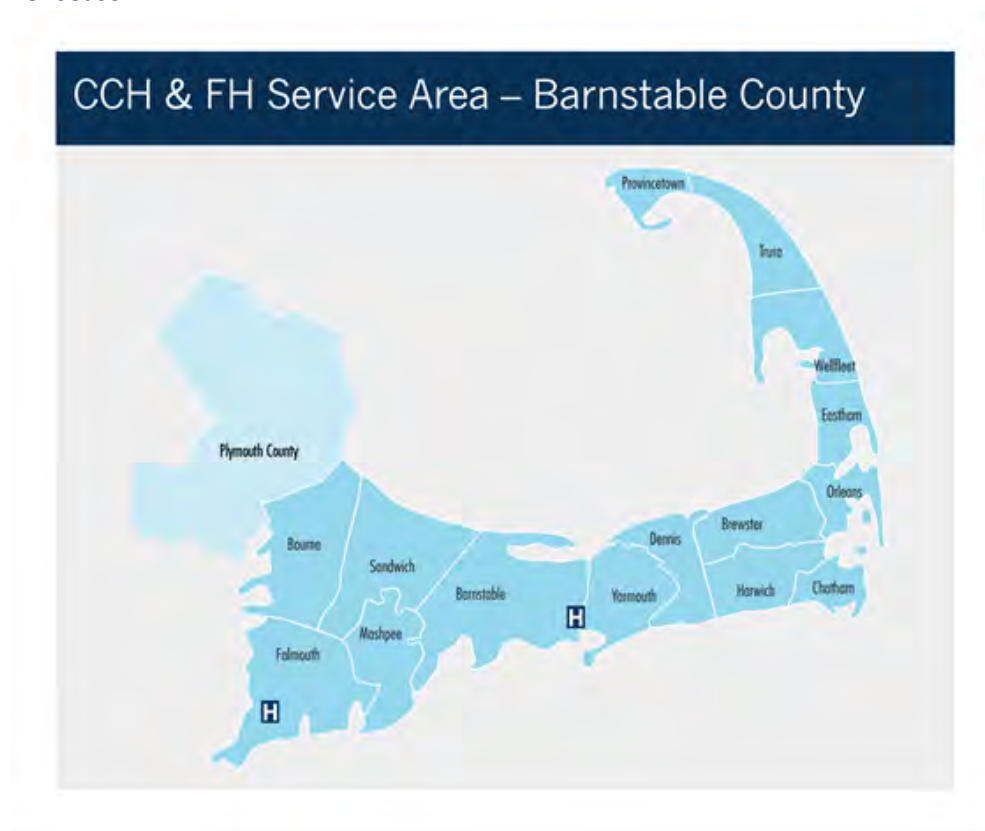 CCH & FH Service Area – Barnstable County
Provincetown
Truro
Wellfleet
Eastham
Plymouth County
Orleans
Brewster
Dennis
Bourne
Sandwich
Barnstable
Yarmouth
Harwich
Chatham
H
Mashpee
Falmouth
H